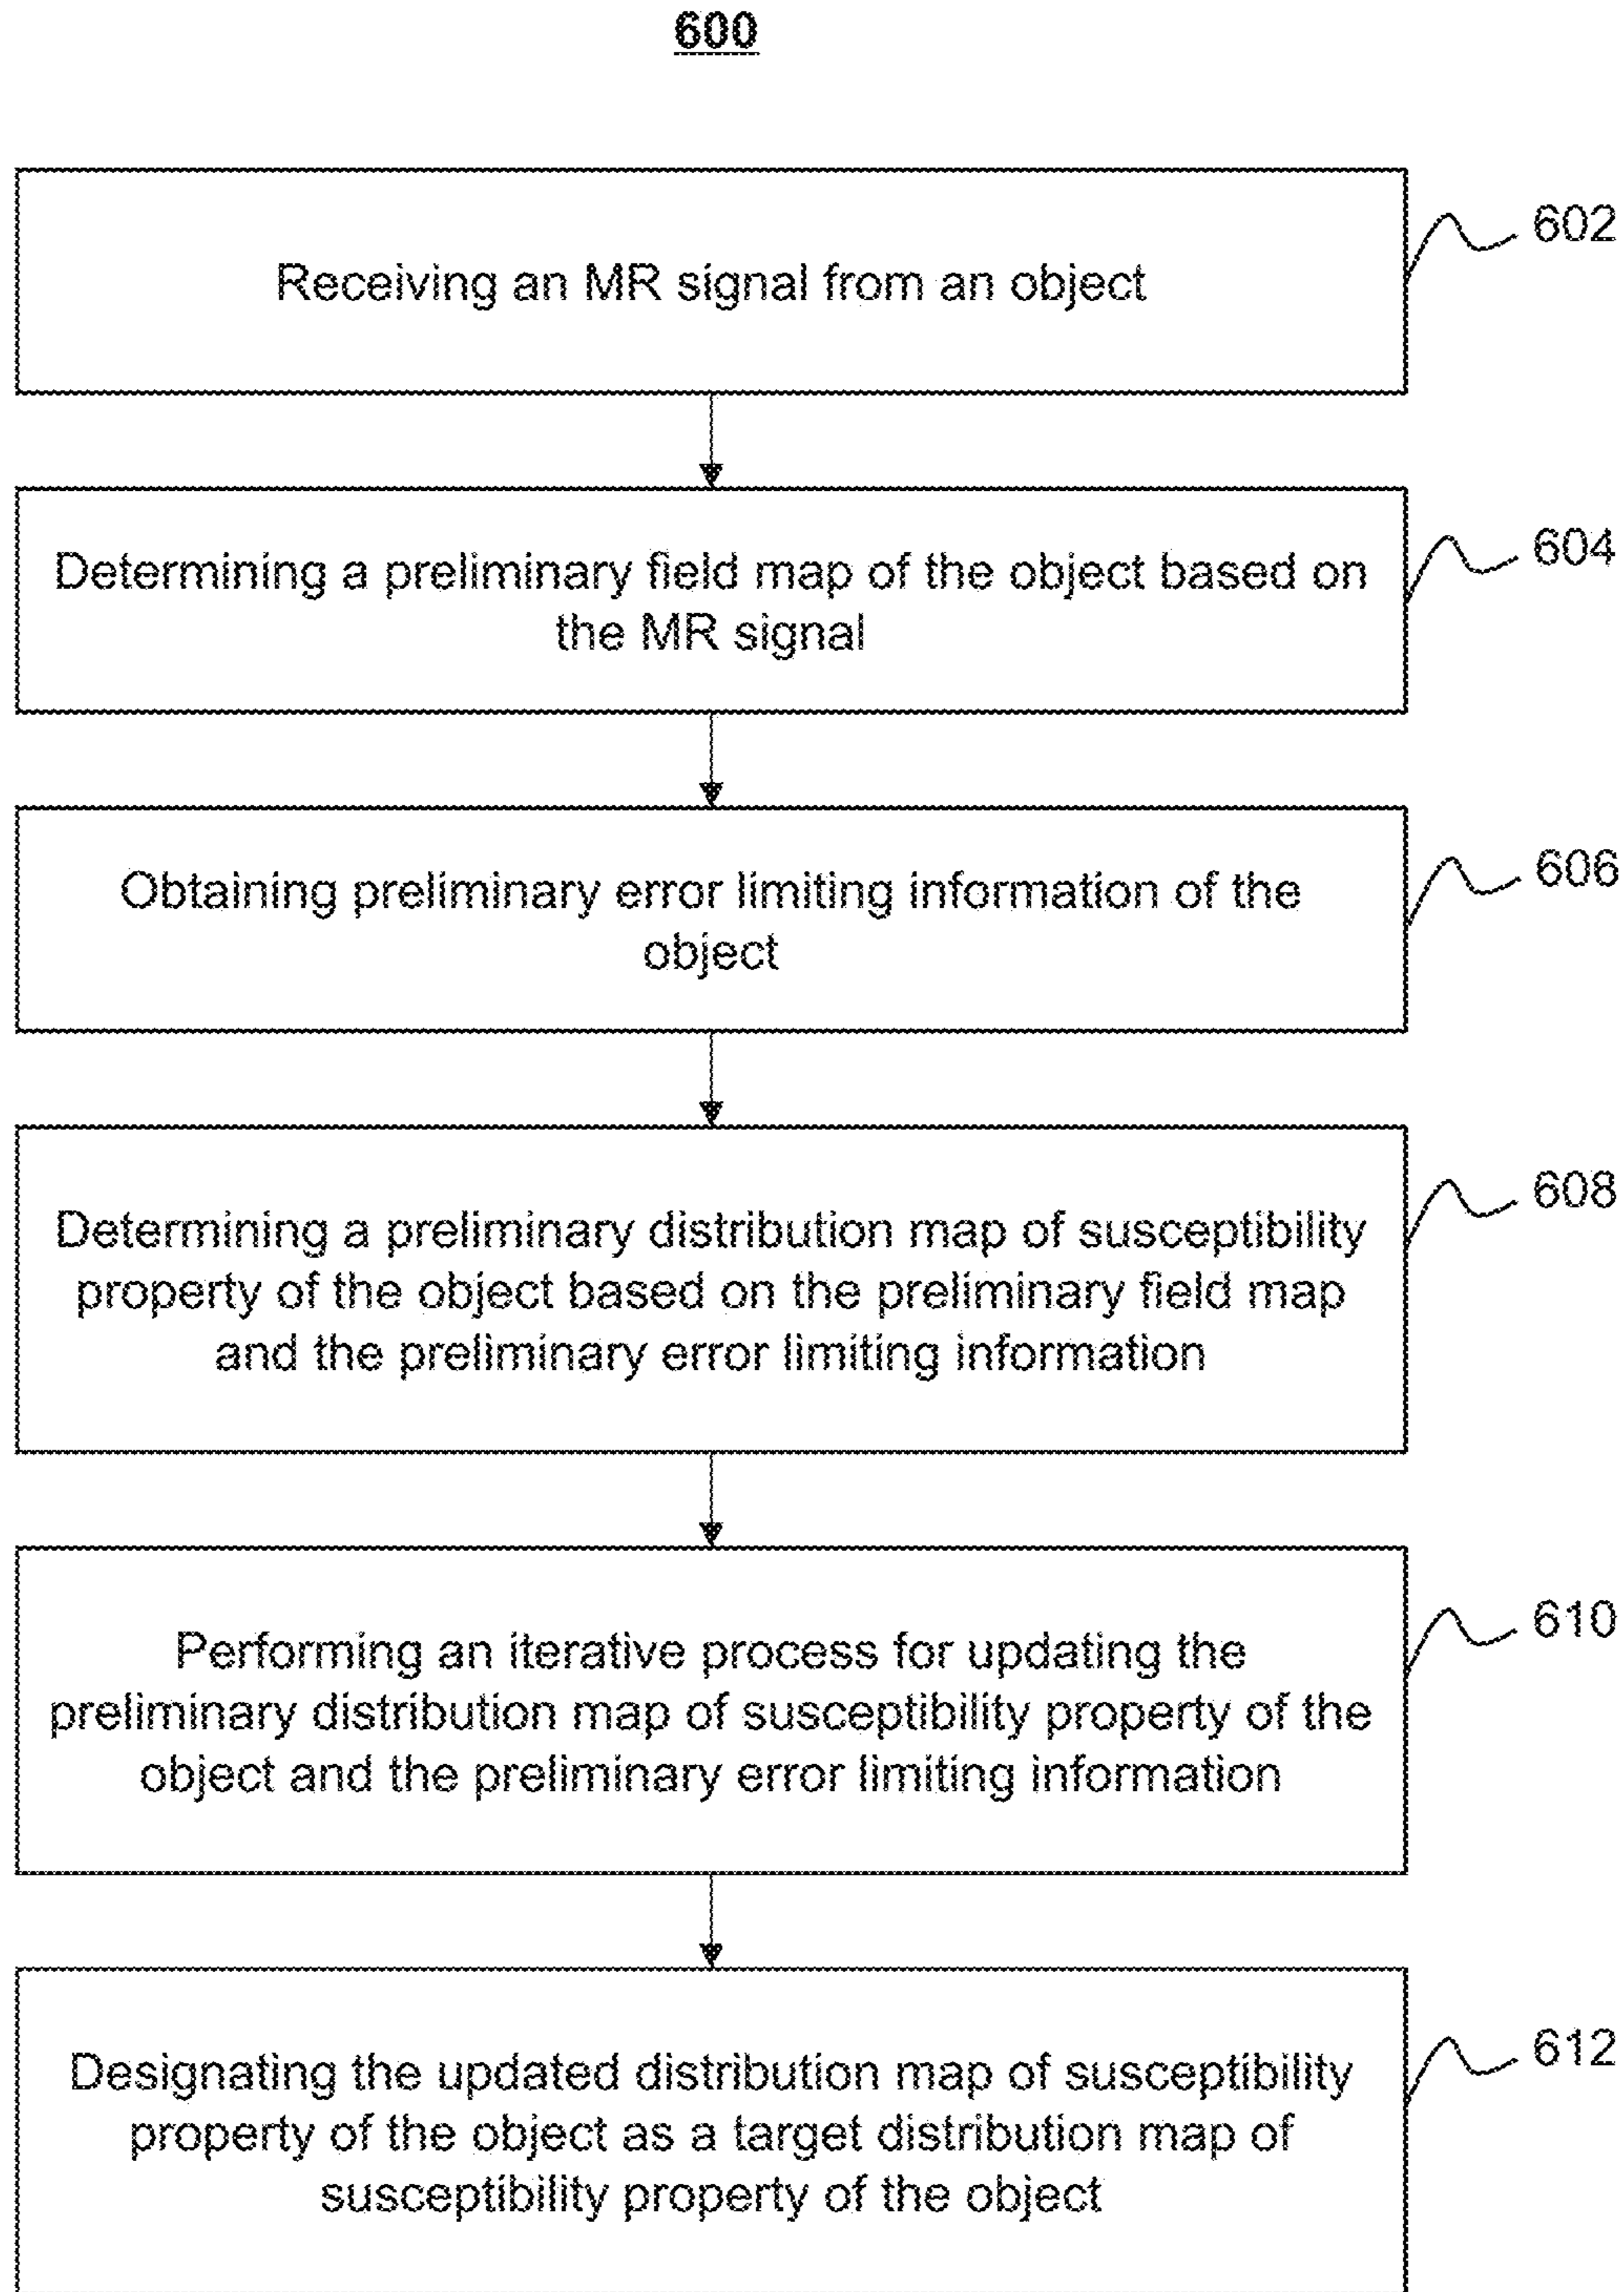 600
Receiving an MR signal from an object
602
Determining a preliminary field map of the object based on
the MR signal
604
Obtaining preliminary error limiting information of the
object
606
Determining a preliminary distribution map of susceptibility
property of the object based on the preliminary field map
and the preliminary error limiting information
608
Performing an iterative process for updating the
preliminary distribution map of susceptibility property of the
object and the preliminary error limiting information
610
Designating the updated distribution map of susceptibility
property of the object as a target distribution map of
susceptibility property of the object
612